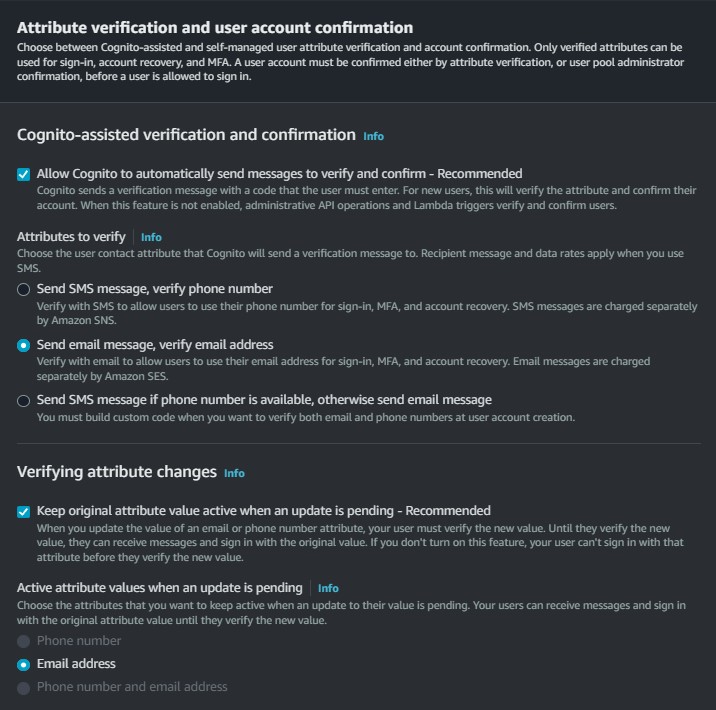 Attribute verification and user account confirmation
Choose between Cognito-assisted and self-managed user attribute verification and account confirmation. Only verified attributes can be
used for sign-in, account recovery, and MFA. A user account must be confirmed either by attribute verification, or user pool administrator
confirmation, before a user is allowed to sign in.
Cognito-assisted verification and confirmation Info
Allow Cognito to automatically send messages to verify and confirm - Recommended
Cognito sends a verification message with a code that the user must enter. For new users, this will verify the attribute and confirm their
account. When this feature is not enabled, administrative API operations and Lambda triggers verify and confirm users.
Attributes to verify Info
Choose the user contact attribute that Cognito will send a verification message to. Recipient message and data rates apply when you use
SMS.
Send SMS message, verify phone number
Verify with SMS to allow users to use their phone number for sign-in, MFA, and account recovery. SMS messages are charged separately
by Amazon SNS.
Send email message, verify email address
Verify with email to allow users to use their email address for sign-in, MFA, and account recovery. Email messages are charged
separately by Amazon SES.
Send SMS message if phone number is available, otherwise send email message
You must build custom code when you want to verify both email and phone numbers at user account creation.
Verifying attribute changes Info
Keep original attribute value active when an update is pending - Recommended
When you update the value of an email or phone number attribute, your user must verify the new value. Until they verify the new
value, they can receive messages and sign in with the original value. If you don't turn on this feature, your user can't sign in with that
attribute before they verify the new value.
Active attribute values when an update is pending Info
Choose the attributes that you want to keep active when an update to their value is pending. Your users can receive messages and sign in
with the original attribute value until they verify the new value.
Phone number
Email address
Phone number and email address